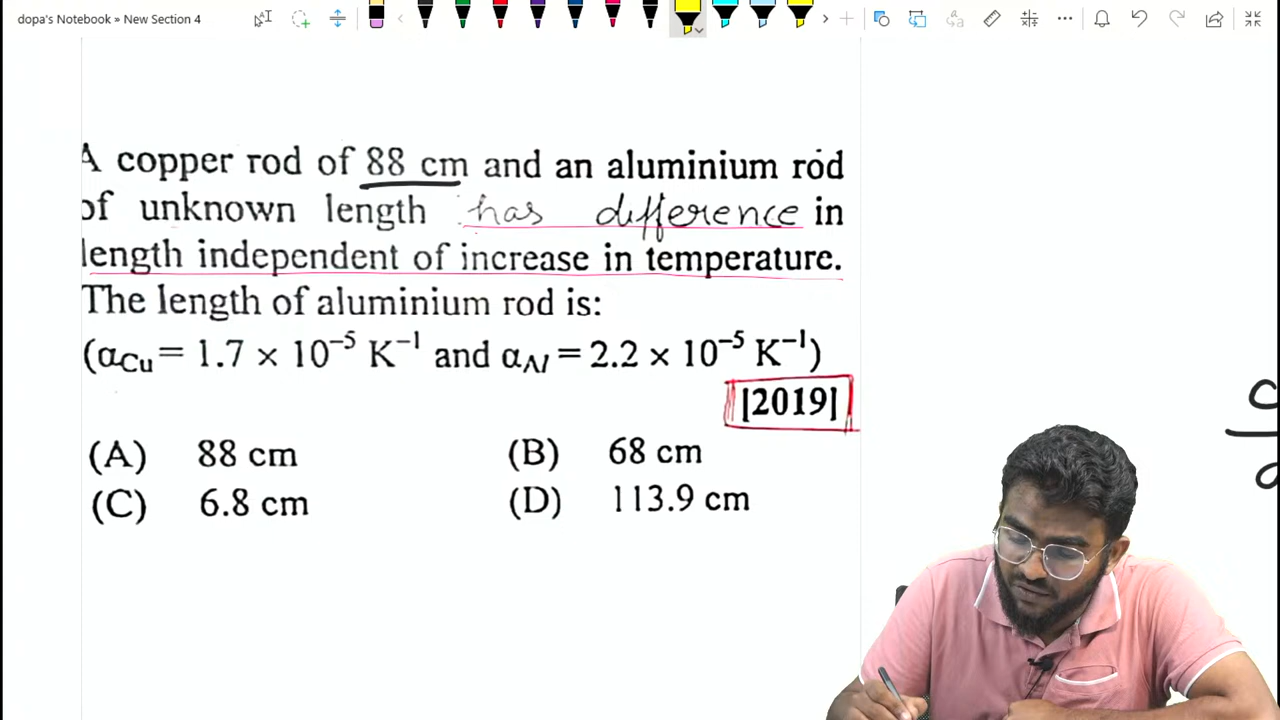 dopa's Notebook » New Section 4
A copper rod of 88 cm and an aluminium rod
of unknown length has difference in
length independent of increase in temperature.
The length of aluminium rod is:
(αCu = 1.7 × 10⁻⁵ K⁻¹ and αAl = 2.2 × 10⁻⁵ K⁻¹)
[2019]
(A) 88 cm (B) 68 cm
(C) 6.8 cm (D) 113.9 cm